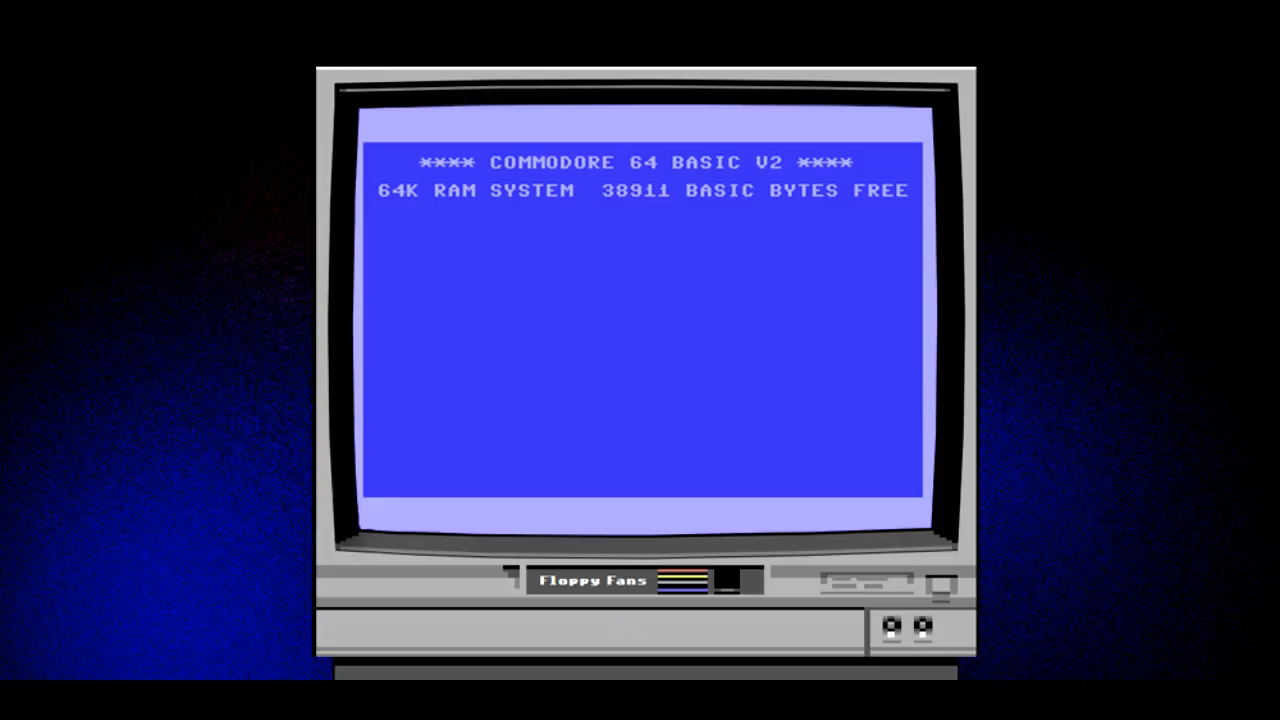 **** COMMODORE 64 BASIC V2 ****
64K RAM SYSTEM  38911 BASIC BYTES FREE
Floppy Fans